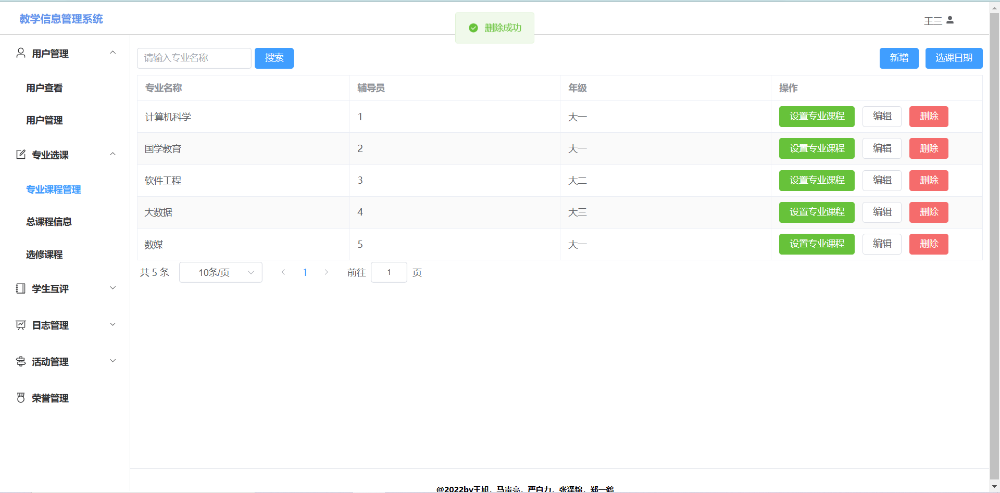 教学信息管理系统
删除成功
王三
用户管理
用户查看
用户管理
专业选课
专业课程管理
总课程信息
选修课程
学生互评
日志管理
活动管理
荣誉管理
请输入专业名称 搜索 新增 选课日期
专业名称 辅导员 年级 操作
计算机科学 1 大一 设置专业课程 编辑 删除
国学教育 2 大一 设置专业课程 编辑 删除
软件工程 3 大二 设置专业课程 编辑 删除
大数据 4 大三 设置专业课程 编辑 删除
数媒 5 大一 设置专业课程 编辑 删除
共 5 条 10条/页 1 前往 1 页
@2022by王旭，马贵亮，严自力，张泽锦，郑一鹤